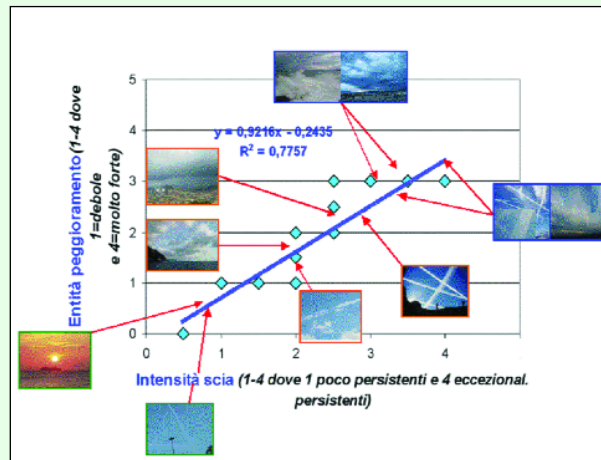 Entità peggioramento (1-4 dove
1=debole
e 4=molto forte)
5
4
3
2
1
0
y = 0,9216x - 0,2435
R² = 0,7757
0 1 2 3 4
Intensità scia (1-4 dove 1 poco persistenti e 4 eccezional.
persistenti)